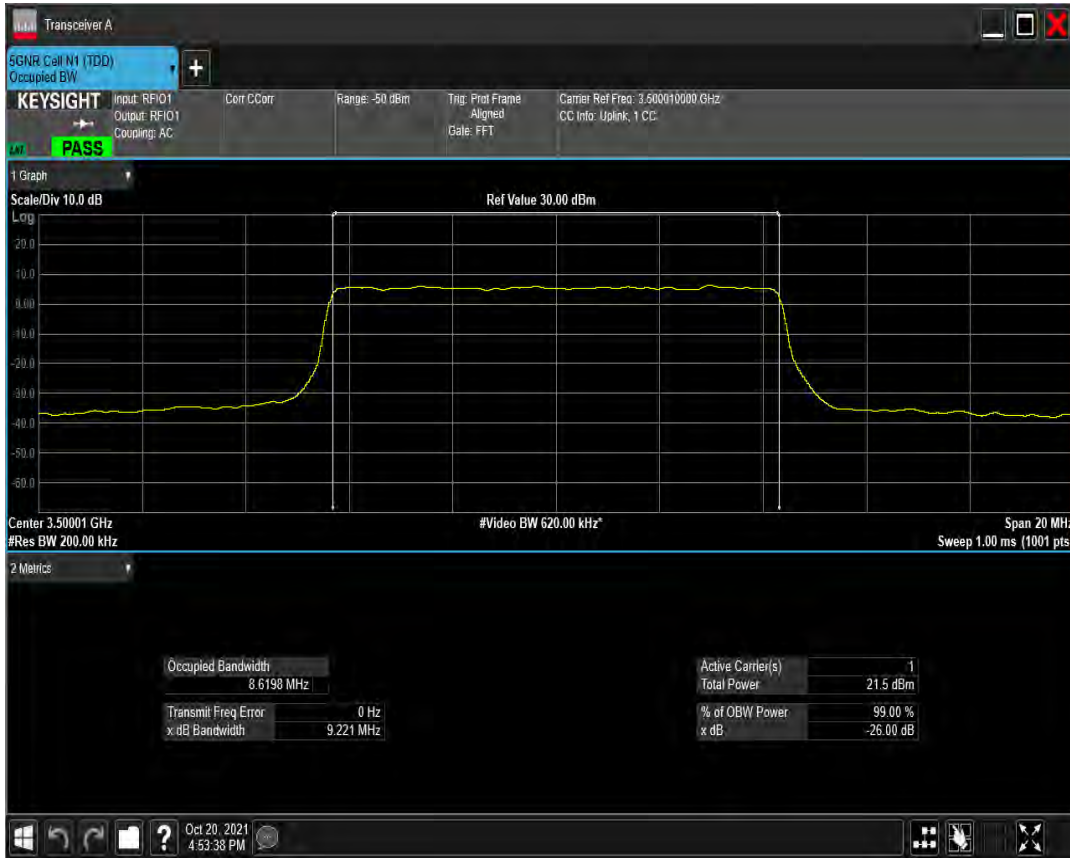 Transceiver A
5GNR Cell N1 (TDD)
Occupied BW
+
KEYSIGHT
Input: RFIO1
Output: RFIO1
Coupling: AC
Corr CCorr
Range: -50 dBm
Trig: Prot Frame
Aligned
Gate: FFT
Carrier Ref Freq: 3.500010000 GHz
CC Info: Uplink, 1 CC
PASS
1 Graph
Scale/Div 10.0 dB
Ref Value 30.00 dBm
Log
20.0
10.0
0.00
-10.0
-20.0
-30.0
-40.0
-50.0
-60.0
Center 3.50001 GHz
#Video BW 620.00 kHz*
Span 20 MHz
#Res BW 200.00 kHz
Sweep 1.00 ms (1001 pts
2 Metrics
Occupied Bandwidth
8.6198 MHz
Transmit Freq Error 0 Hz
x dB Bandwidth 9.221 MHz
Active Carrier(s) 1
Total Power 21.5 dBm
% of OBW Power 99.00 %
x dB -26.00 dB
?
Oct 20, 2021
4:53:38 PM